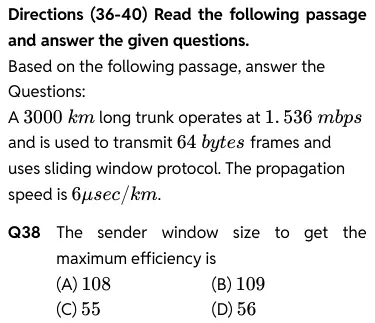 Directions (36-40) Read the following passage
and answer the given questions.
Based on the following passage, answer the
Questions:
A 3000 km long trunk operates at 1.536 mbps
and is used to transmit 64 bytes frames and
uses sliding window protocol. The propagation
speed is 6μsec/km.
Q38 The sender window size to get the
maximum efficiency is
(A) 108 (B) 109
(C) 55 (D) 56